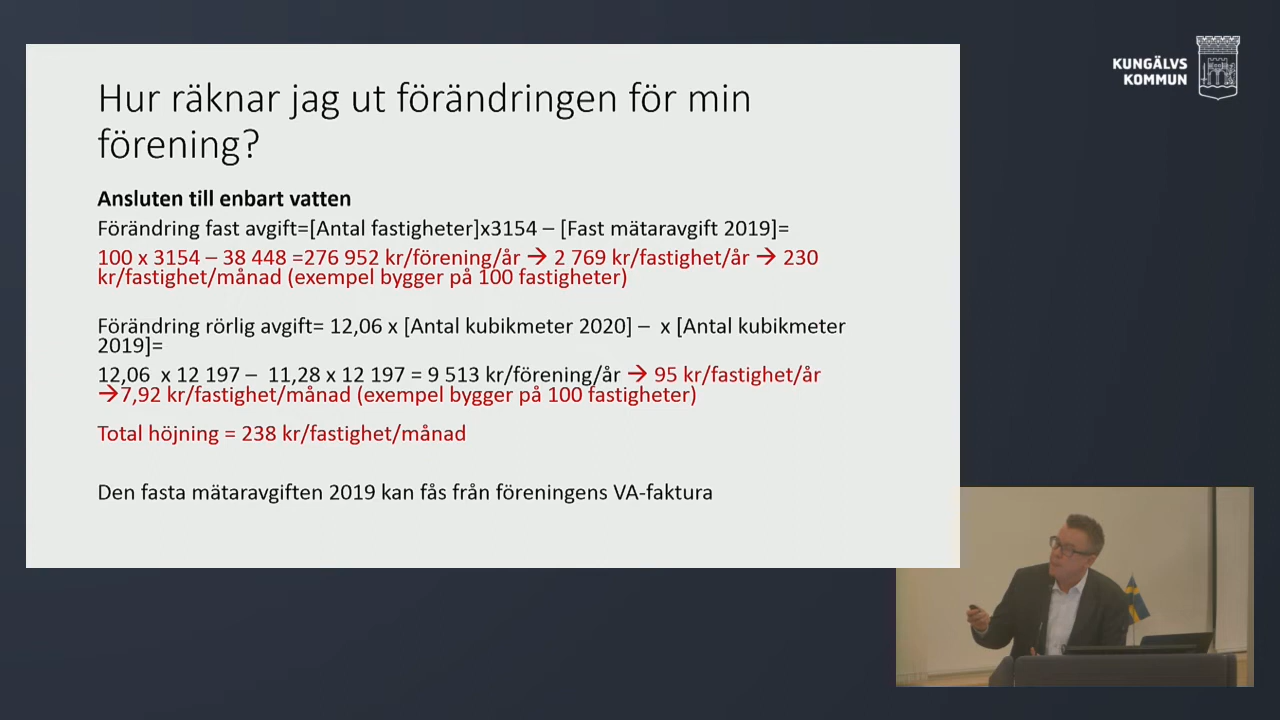 KUNGÄLVS
KOMMUN
Hur räknar jag ut förändringen för min
förening?
Ansluten till enbart vatten
Förändring fast avgift=[Antal fastigheter]x3154 – [Fast mätaravgift 2019]=
100 x 3154 – 38 448 =276 952 kr/förening/år → 2 769 kr/fastighet/år → 230
kr/fastighet/månad (exempel bygger på 100 fastigheter)
Förändring rörlig avgift= 12,06 x [Antal kubikmeter 2020] –  x [Antal kubikmeter
2019]=
12,06  x 12 197 –  11,28 x 12 197 = 9 513 kr/förening/år → 95 kr/fastighet/år
→7,92 kr/fastighet/månad (exempel bygger på 100 fastigheter)
Total höjning = 238 kr/fastighet/månad
Den fasta mätaravgiften 2019 kan fås från föreningens VA-faktura